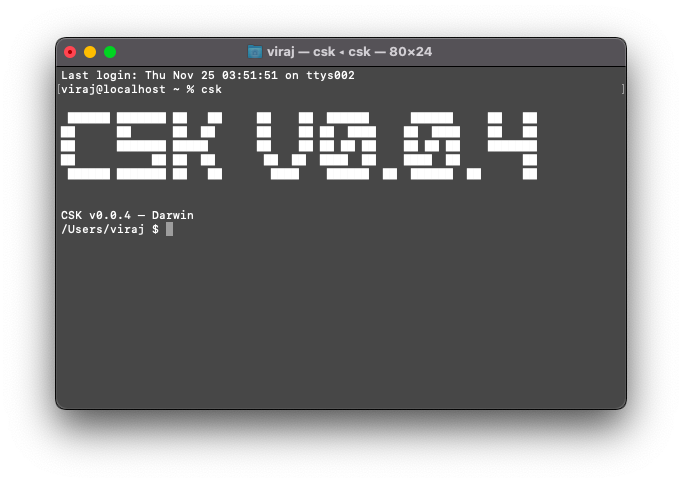 viraj — csk ◂ csk — 80×24
Last login: Thu Nov 25 03:51:51 on ttys002
[viraj@localhost ~ % csk ]
CSK V0.0.4
CSK v0.0.4 — Darwin
/Users/viraj $